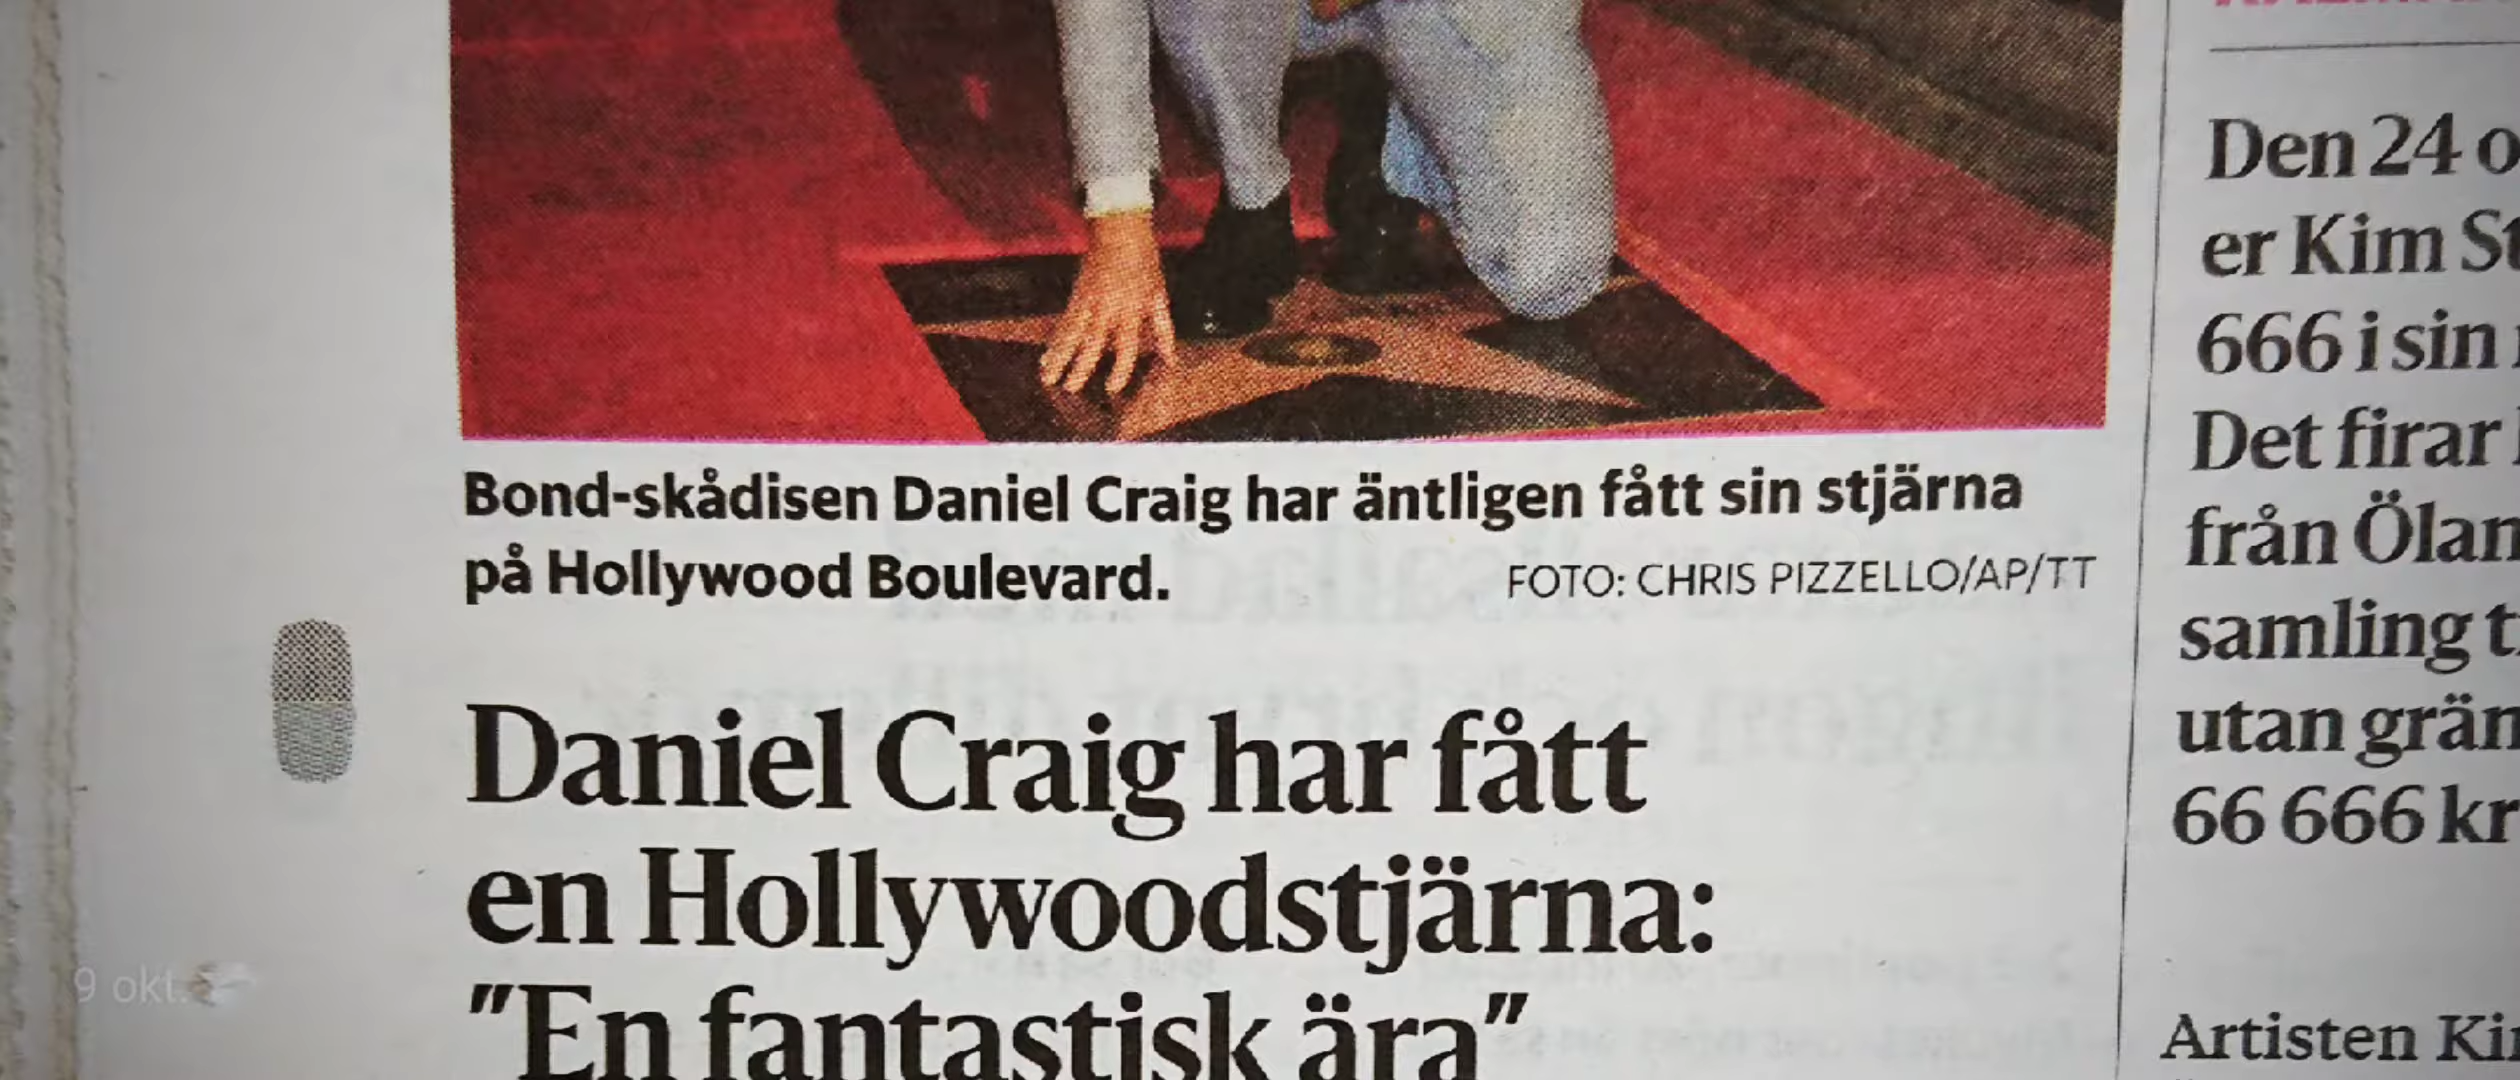 Bond-skådisen Daniel Craig har äntligen fått sin stjärna
på Hollywood Boulevard.
FOTO: CHRIS PIZZELLO/AP/TT
Daniel Craig har fått
en Hollywoodstjärna:
"En fantastisk ära"
9 okt.
Den 24
er Kim
666 i sin
Det firar
från
samling
utan
66 666 kr
Artisten